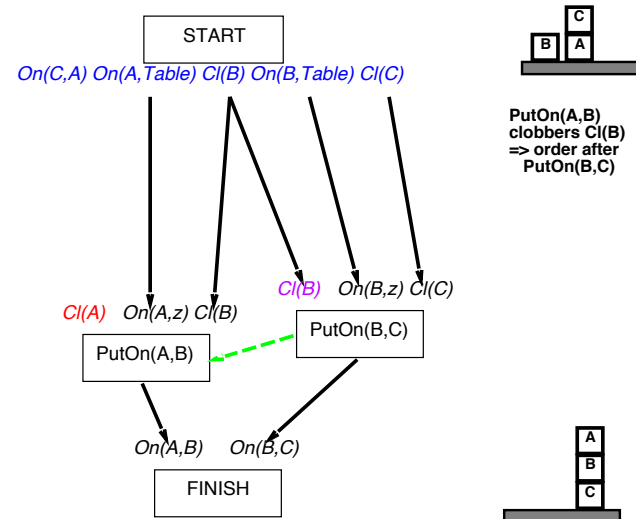 START
On(C,A) On(A,Table) Cl(B) On(B,Table) Cl(C)
C
B A
PutOn(A,B)
clobbers Cl(B)
=> order after
PutOn(B,C)
Cl(A) On(A,z) Cl(B)
Cl(B) On(B,z) Cl(C)
PutOn(A,B)
PutOn(B,C)
On(A,B) On(B,C)
FINISH
A
B
C